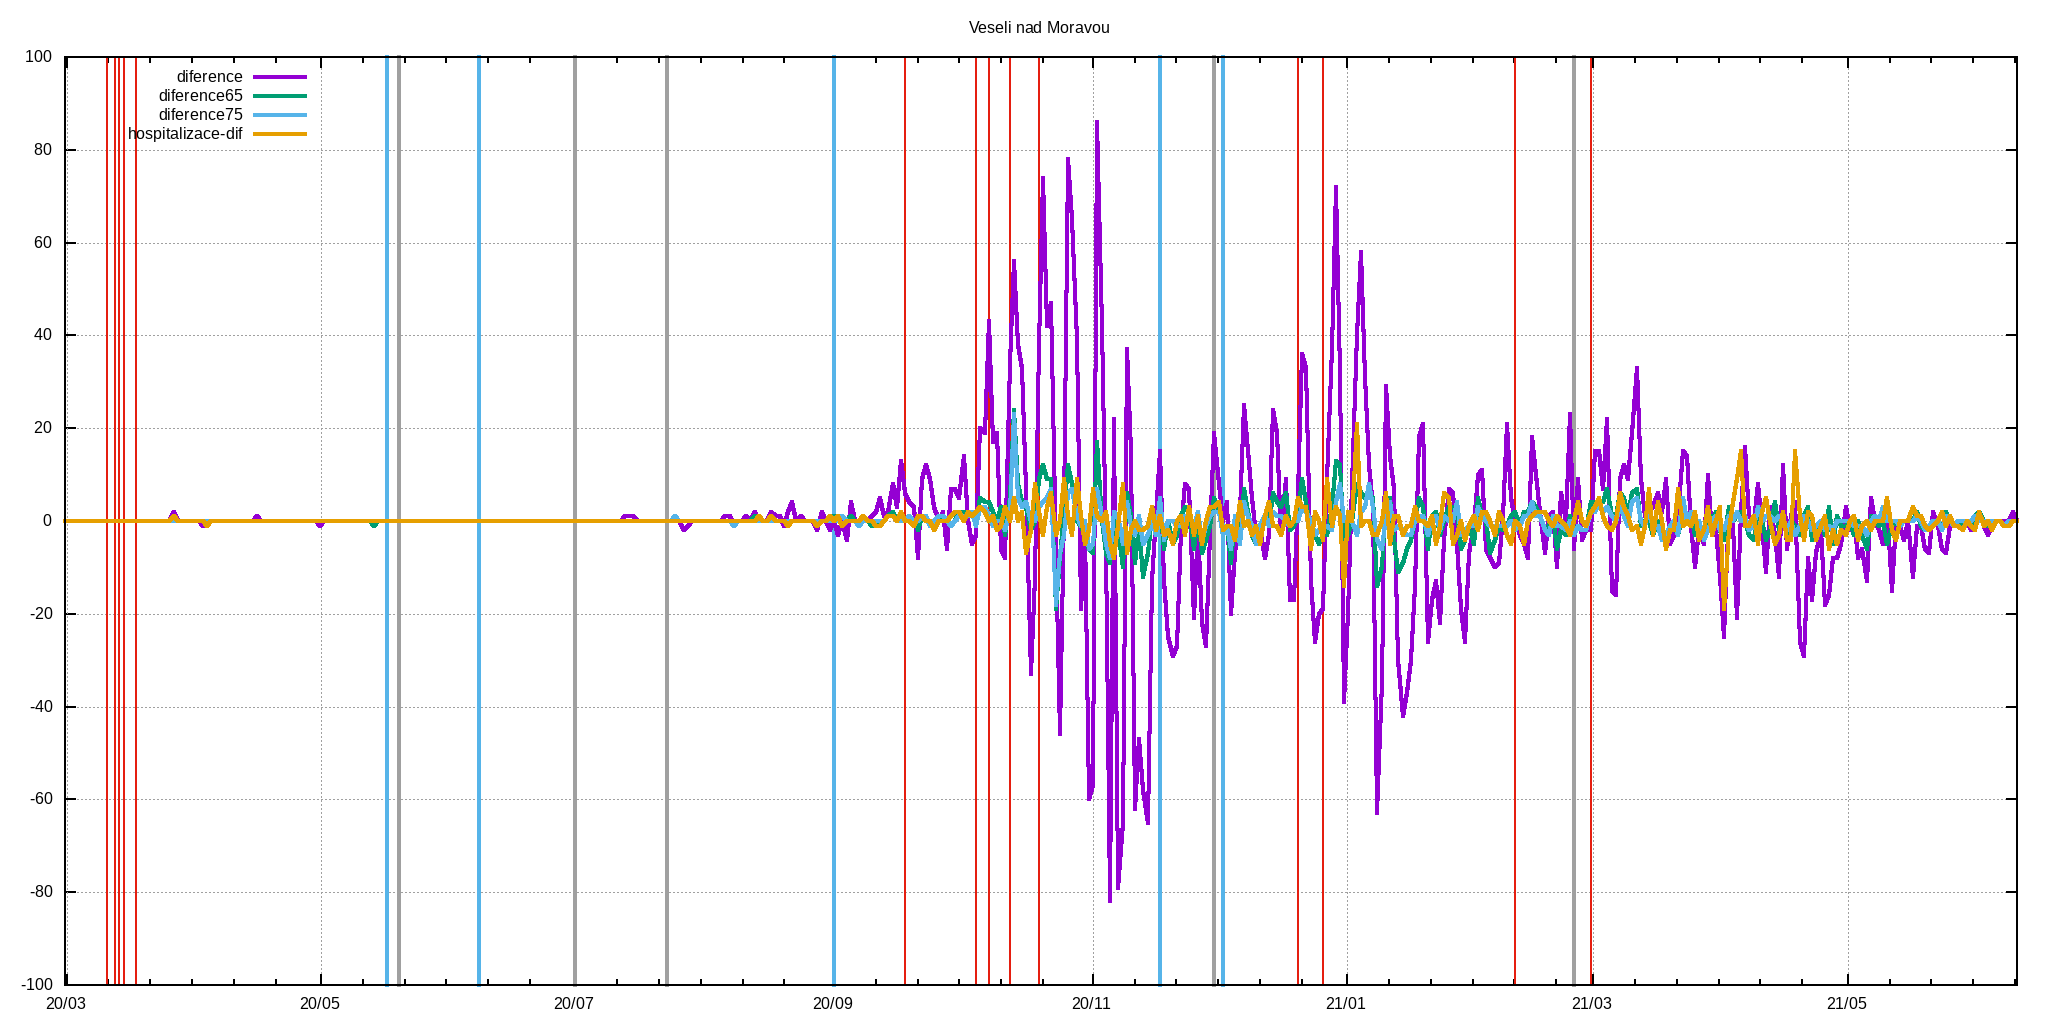 Veseli nad Moravou
100
80
60
40
20
0
-20
-40
-60
-80
-100
diference
diference65
diference75
hospitalizace-dif
20/03 20/05 20/07 20/09 20/11 21/01 21/03 21/05